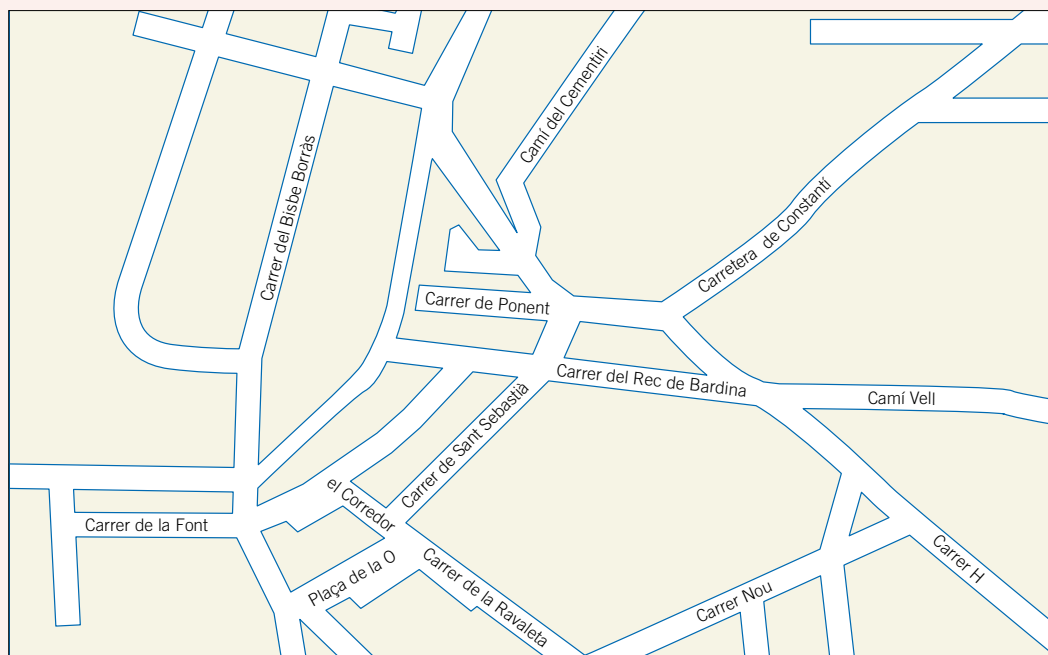 Camí del Cementiri
Carrer del Bisbe Borràs
Carretera de Constantí
Carrer de Ponent
Carrer del Rec de Bardina
Camí Vell
Carrer de Sant Sebastià
el Corredor
Carrer de la Font
Plaça de la O
Carrer de la Ravaleta
Carrer Nou
Carrer H